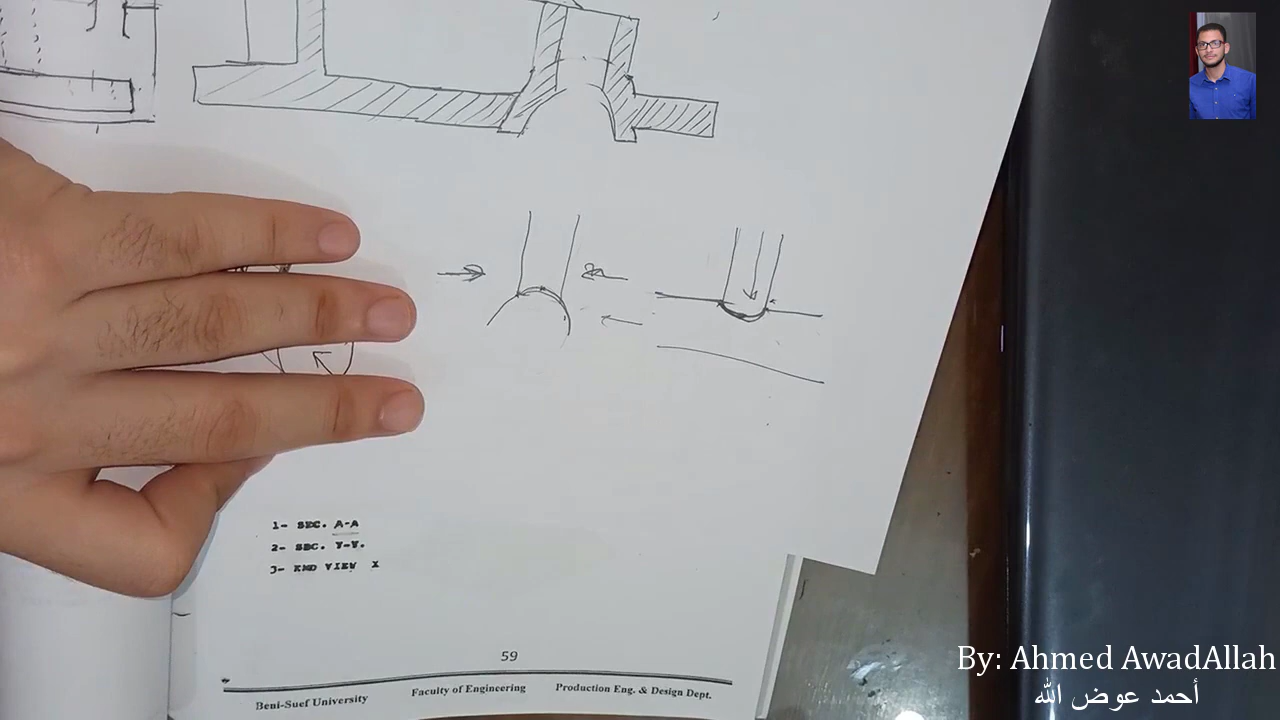 1- SEC. A-A
2- SEC. Y-Y.
3- END VIEW X
59
Beni-Suef University Faculty of Engineering Production Eng. & Design Dept.
By: Ahmed AwadAllah
أحمد عوض الله